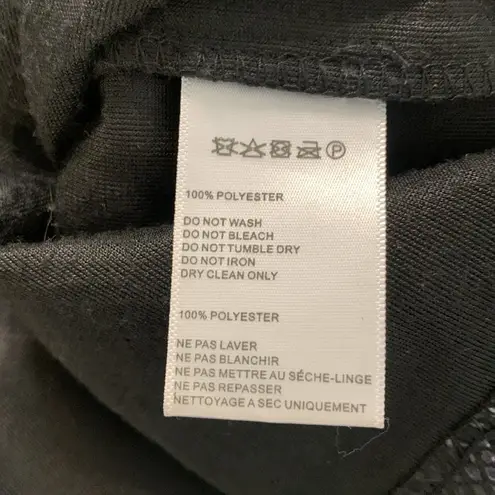 P
100% POLYESTER
DO NOT WASH
DO NOT BLEACH
DO NOT TUMBLE DRY
DO NOT IRON
DRY CLEAN ONLY
100% POLYESTER
NE PAS LAVER
NE PAS BLANCHIR
NE PAS METTRE AU SÉCHE-LINGE
NE PAS REPASSER
NETTOYAGE A SEC UNIQUEMENT